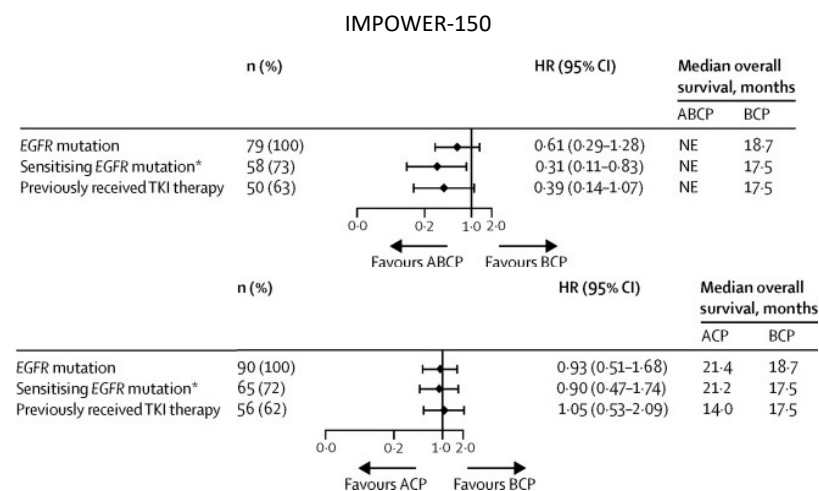 IMPOWER-150
n (%) HR (95% CI) Median overall
survival, months
ABCP BCP
EGFR mutation 79 (100) 0·61 (0·29–1·28) NE 18·7
Sensitising EGFR mutation* 58 (73) 0·31 (0·11–0·83) NE 17·5
Previously received TKI therapy 50 (63) 0·39 (0·14–1·07) NE 17·5
0·0 0·2 1·0 2·0
Favours ABCP Favours BCP
n (%) HR (95% CI) Median overall
survival, months
ACP BCP
EGFR mutation 90 (100) 0·93 (0·51–1·68) 21·4 18·7
Sensitising EGFR mutation* 65 (72) 0·90 (0·47–1·74) 21·2 17·5
Previously received TKI therapy 56 (62) 1·05 (0·53–2·09) 14·0 17·5
0·0 0·2 1·0 2·0
Favours ACP Favours BCP